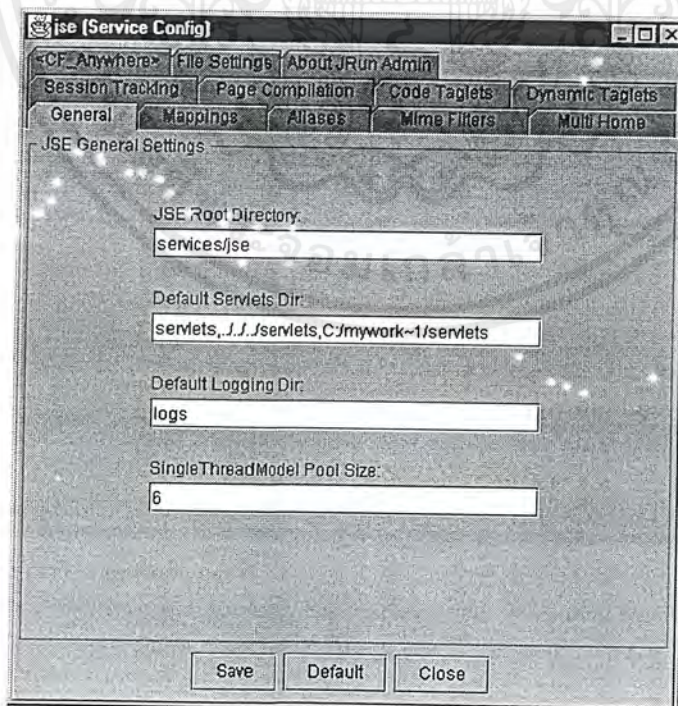 jse (Service Config)
<CF_Anywhere> File Settings About JRun Admin
Session Tracking Page Compilation Code Taglets Dynamic Taglets
General Mappings Aliases Mime Filters Multi Home
JSE General Settings
JSE Root Directory:
services/jse
Default Servlets Dir:
servlets,../../../servlets,C:/mywork~1/servlets
Default Logging Dir:
logs
SingleThreadModel Pool Size:
6
Save Default Close